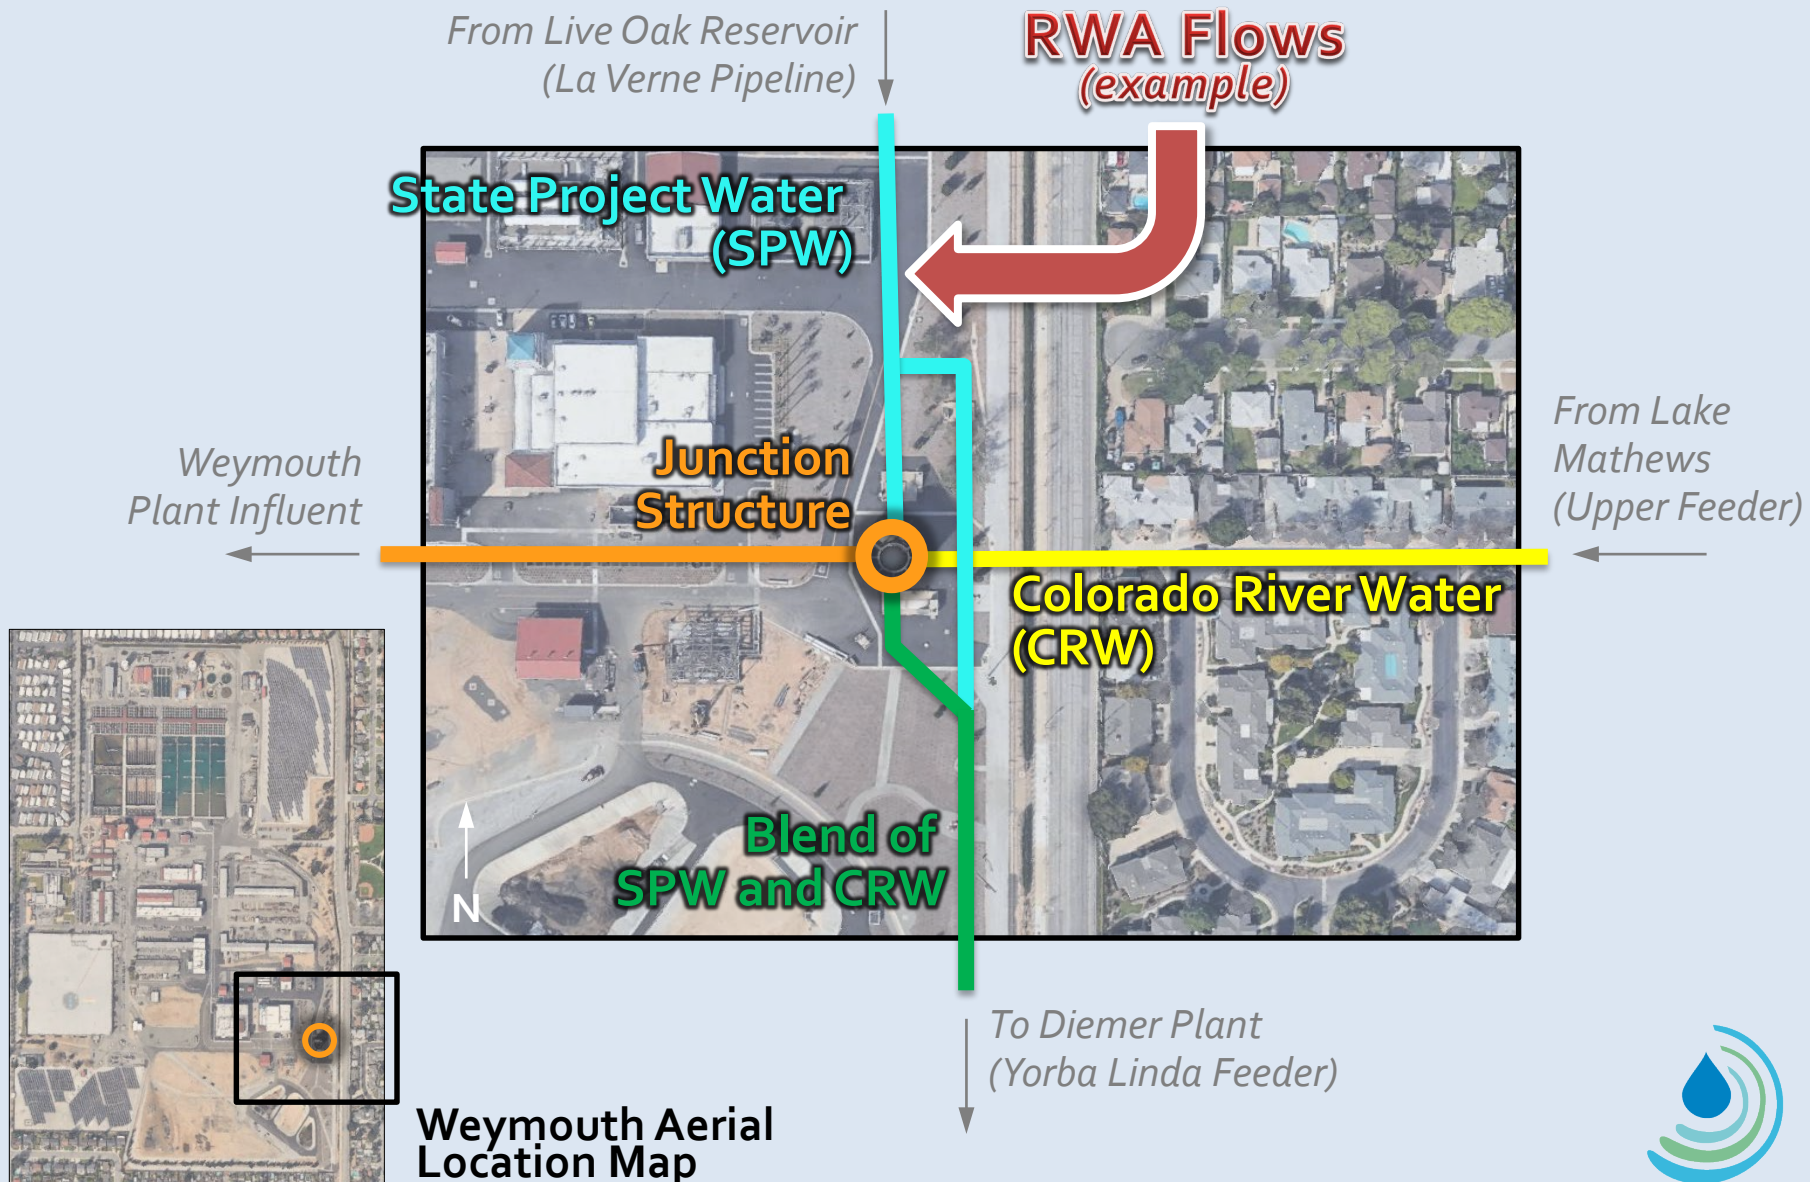 From Live Oak Reservoir
(La Verne Pipeline)
RWA Flows
(example)
State Project Water
(SPW)
Junction
Structure
Weymouth
Plant Influent
From Lake
Mathews
(Upper Feeder)
Colorado River Water
(CRW)
Blend of
SPW and CRW
N
To Diemer Plant
(Yorba Linda Feeder)
Weymouth Aerial
Location Map